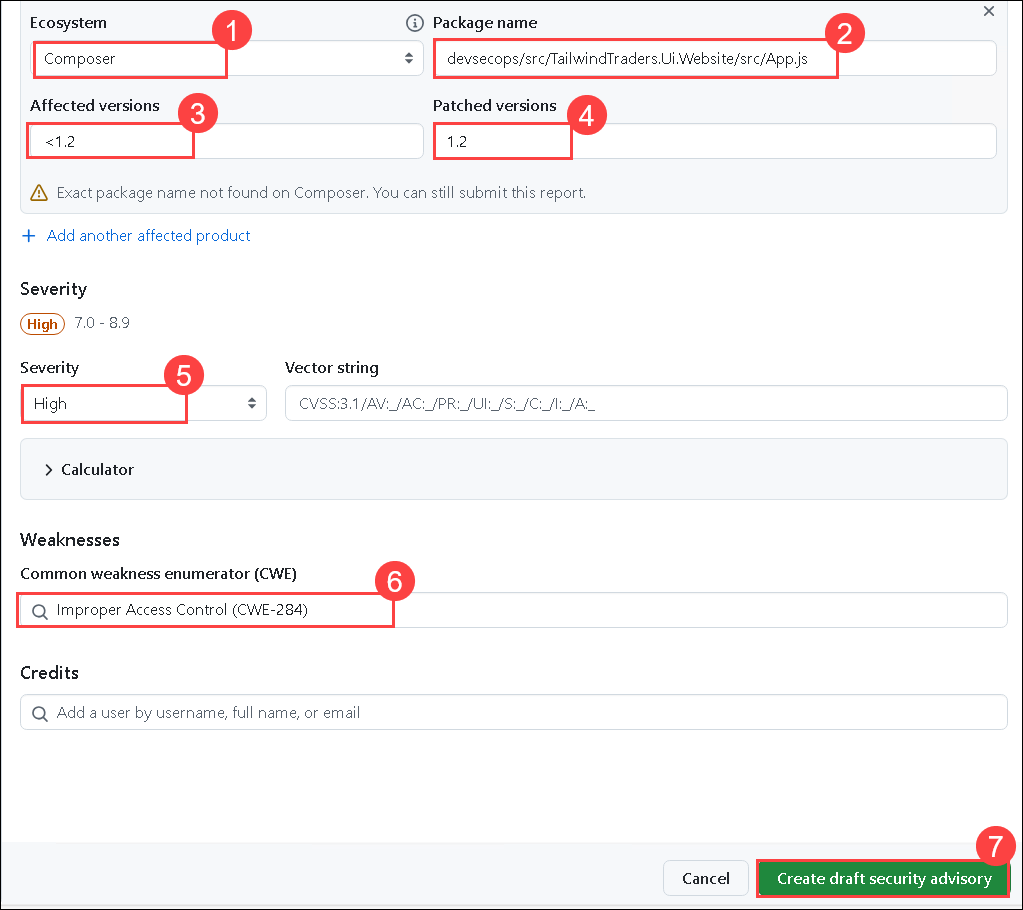 Ecosystem
1
Package name
2
Composer
devsecops/src/TailwindTraders.Ui.Website/src/App.js
Affected versions
3
Patched versions
4
<1.2
1.2
Exact package name not found on Composer. You can still submit this report.
+ Add another affected product
Severity
High 7.0 - 8.9
Severity
5
Vector string
High
CVSS:3.1/AV:_/AC:_/PR:_/UI:_/S:_/C:_/I:_/A:_
Calculator
Weaknesses
Common weakness enumerator (CWE)
6
Improper Access Control (CWE-284)
Credits
Add a user by username, full name, or email
7
Cancel
Create draft security advisory